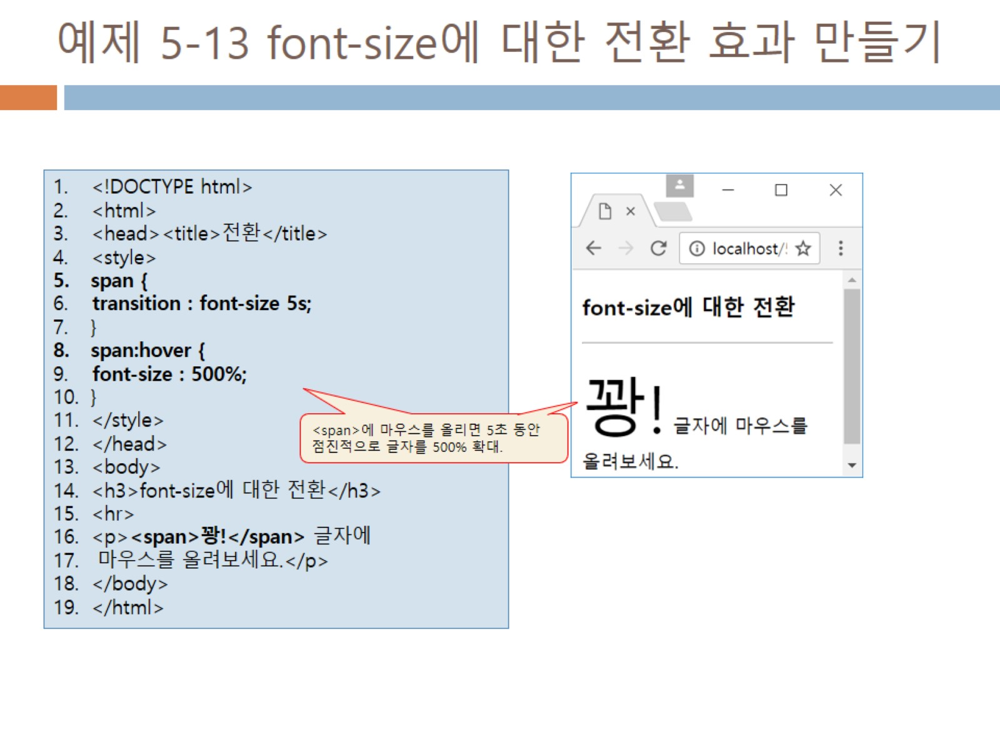 예제 5-13 font-size에 대한 전환 효과 만들기
1. <!DOCTYPE html>
2. <html>
3. <head><title>전환</title>
4. <style>
5. span {
6. transition : font-size 5s;
7. }
8. span:hover {
9. font-size : 500%;
10. }
11. </style>
12. </head>
13. <body>
14. <h3>font-size에 대한 전환</h3>
15. <hr>
16. <p><span>꽝!</span> 글자에
17. 마우스를 올려보세요.</p>
18. </body>
19. </html>
<span>에 마우스를 올리면 5초 동안
점진적으로 글자를 500% 확대.
localhost/
font-size에 대한 전환
꽝! 글자에 마우스를
올려보세요.